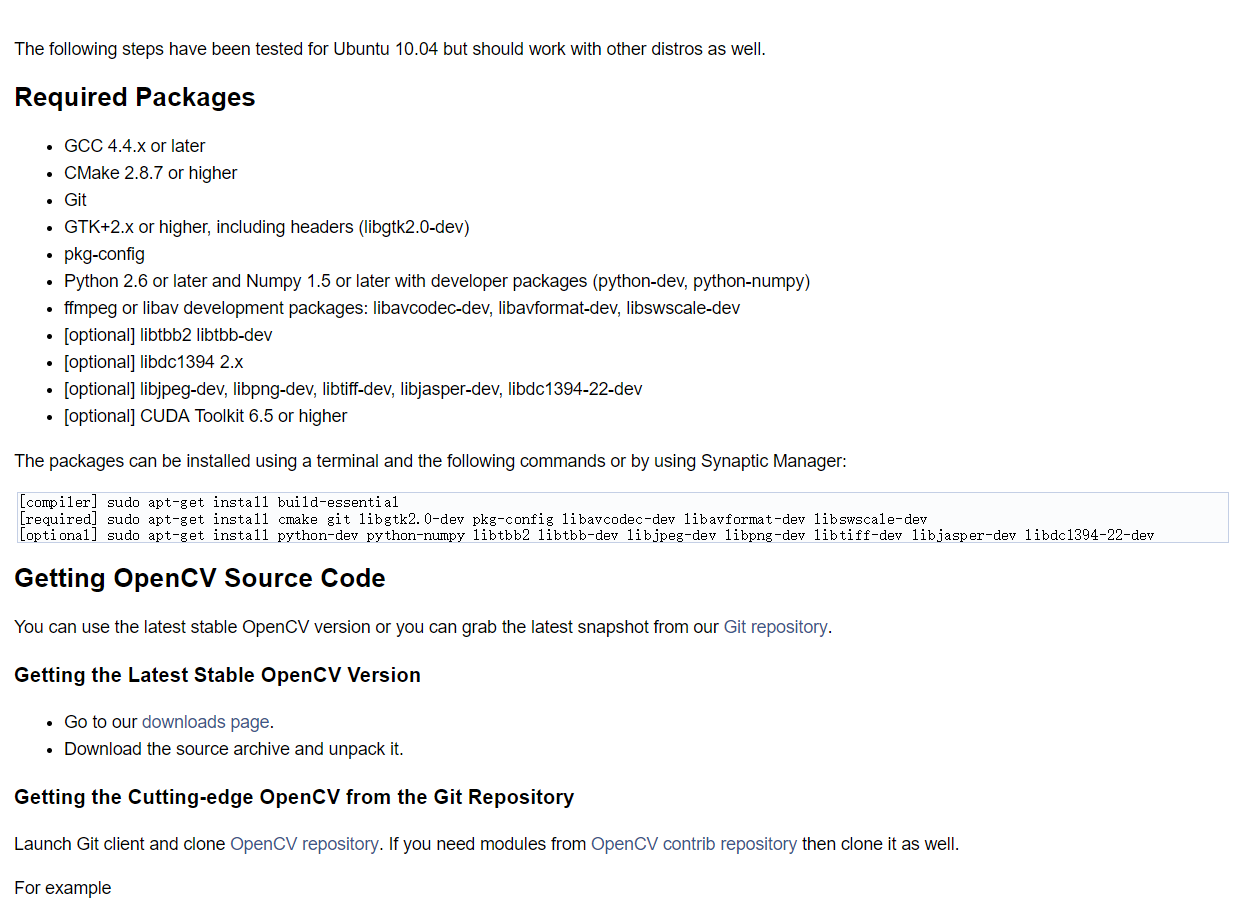 The following steps have been tested for Ubuntu 10.04 but should work with other distros as well.
Required Packages
• GCC 4.4.x or later
• CMake 2.8.7 or higher
• Git
• GTK+2.x or higher, including headers (libgtk2.0-dev)
• pkg-config
• Python 2.6 or later and Numpy 1.5 or later with developer packages (python-dev, python-numpy)
• ffmpeg or libav development packages: libavcodec-dev, libavformat-dev, libswscale-dev
• [optional] libtbb2 libtbb-dev
• [optional] libdc1394 2.x
• [optional] libjpeg-dev, libpng-dev, libtiff-dev, libjasper-dev, libdc1394-22-dev
• [optional] CUDA Toolkit 6.5 or higher
The packages can be installed using a terminal and the following commands or by using Synaptic Manager:
[compiler] sudo apt-get install build-essential
[required] sudo apt-get install cmake git libgtk2.0-dev pkg-config libavcodec-dev libavformat-dev libswscale-dev
[optional] sudo apt-get install python-dev python-numpy libtbb2 libtbb-dev libjpeg-dev libpng-dev libtiff-dev libjasper-dev libdc1394-22-dev
Getting OpenCV Source Code
You can use the latest stable OpenCV version or you can grab the latest snapshot from our Git repository.
Getting the Latest Stable OpenCV Version
• Go to our downloads page.
• Download the source archive and unpack it.
Getting the Cutting-edge OpenCV from the Git Repository
Launch Git client and clone OpenCV repository. If you need modules from OpenCV contrib repository then clone it as well.
For example